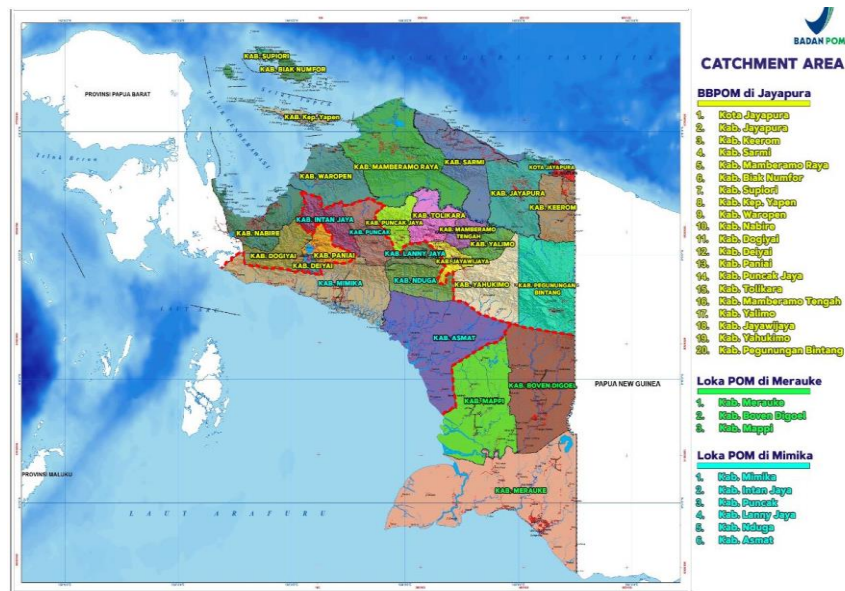 BADAN POM
CATCHMENT AREA
BBPOM di Jayapura
1. Kota Jayapura
2. Kab. Jayapura
3. Kab. Keerom
4. Kab. Sarmi
5. Kab. Mamberamo Raya
6. Kab. Biak Numfor
7. Kab. Supiori
8. Kab. Kep. Yapen
9. Kab. Waropen
10. Kab. Nabire
11. Kab. Dogiyai
12. Kab. Deiyai
13. Kab. Paniai
14. Kab. Puncak Jaya
15. Kab. Tolikara
16. Kab. Mamberamo Tengah
17. Kab. Yalimo
18. Kab. Jayawijaya
19. Kab. Yahukimo
20. Kab. Pegunungan Bintang
Loka POM di Merauke
1. Kab. Merauke
2. Kab. Boven Digoel
3. Kab. Mappi
Loka POM di Mimika
1. Kab. Mimika
2. Kab. Intan Jaya
3. Kab. Puncak
4. Kab. Lanny Jaya
5. Kab. Nduga
6. Kab. Asmat
KAB. SUPIORI
KAB. BIAK NUMFOR
PROVINSI PAPUA BARAT
KAB. Kep. Yapen
TELUK CENDERAWASIH
KAB. SARMI
KAB. MAMBERAMO RAYA
KOTA JAYAPURA
KAB. WAROPEN
KAB. JAYAPURA
KAB. KEEROM
KAB. INTAN JAYA
KAB. PUNCAK JAYA
KAB. TOLIKARA
KAB. NABIRE
KAB. PUNCAK
KAB. MAMBERAMO
TENGAH
KAB. YALIMO
KAB. DOGIYAI
KAB. PANIAI
KAB. LANNY JAYA
KAB. JAYAWIJAYA
KAB. DEIYAI
KAB. MIMIKA
KAB. NDUGA
KAB. YAHUKIMO
KAB. PEGUNUNGAN
BINTANG
KAB. ASMAT
KAB. MAPPI
KAB. BOVEN DIGOEL
PAPUA NEW GUINEA
PROVINSI MALUKU
KAB. MERAUKE
LAUT ARAFURU